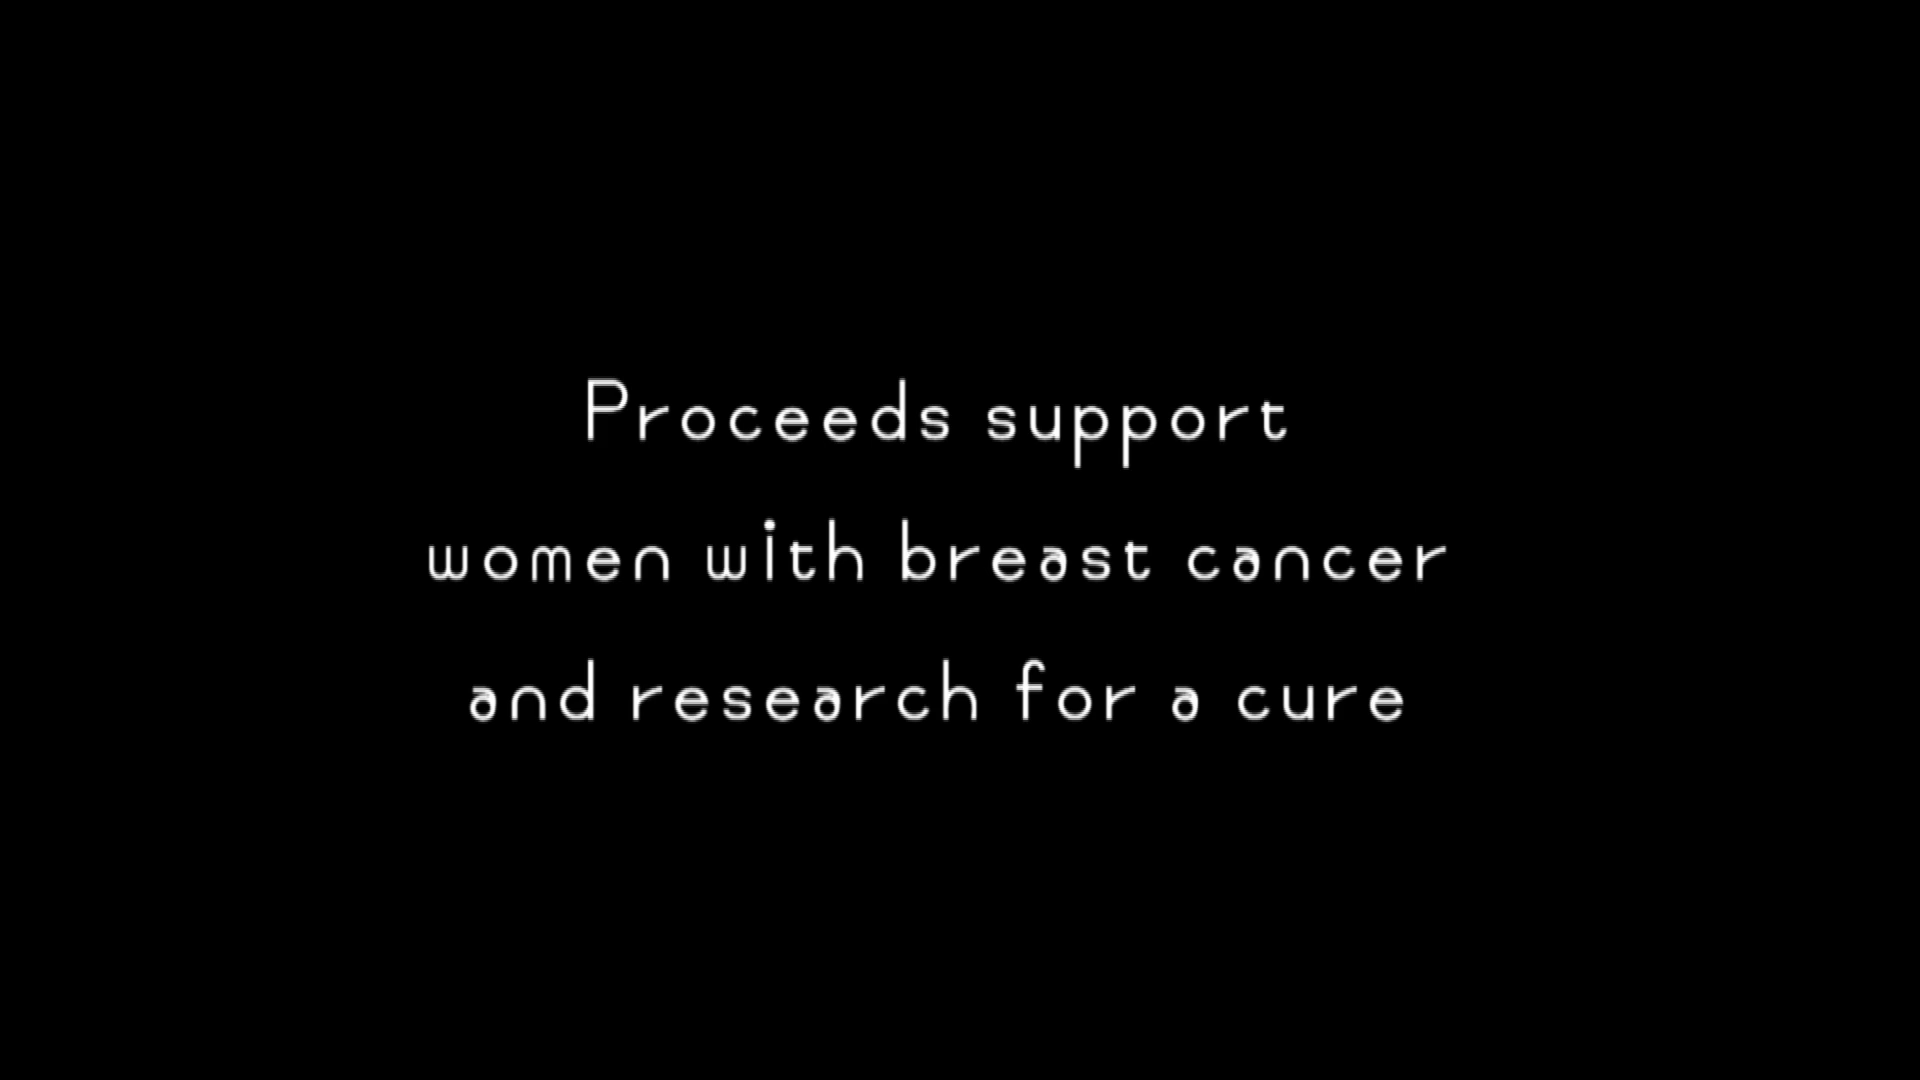 Proceeds support
women with breast cancer
and research for a cure